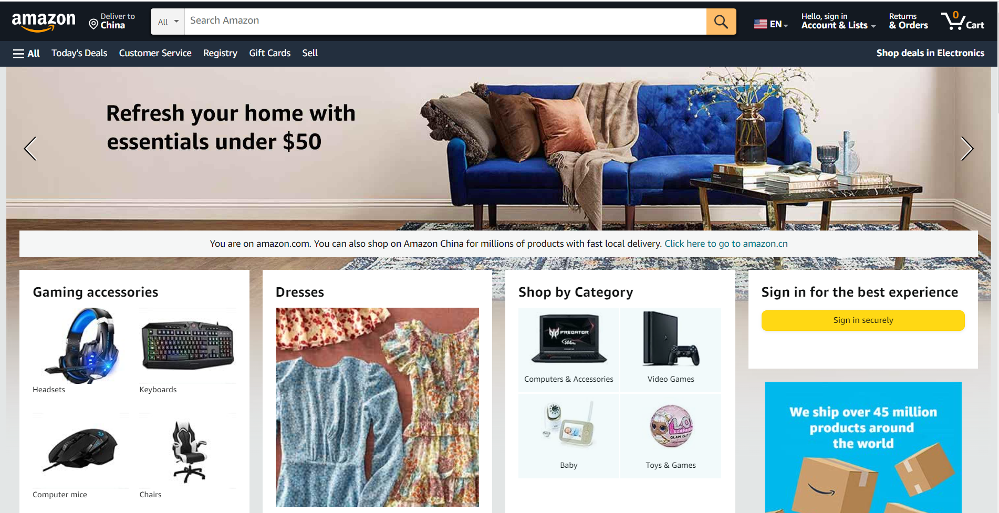 amazon
Deliver to
China
All
Search Amazon
EN
Hello, sign in
Account & Lists
Returns
& Orders
0
Cart
All
Today's Deals
Customer Service
Registry
Gift Cards
Sell
Shop deals in Electronics
Refresh your home with
essentials under $50
TRAVEL HOME
You are on amazon.com. You can also shop on Amazon China for millions of products with fast local delivery. Click here to go to amazon.cn
Gaming accessories
Headsets
Keyboards
Computer mice
Chairs
Dresses
Shop by Category
PREDATOR
144Hz
Computers & Accessories
Video Games
Baby
L.O.L
SURPRISE
Toys & Games
Sign in for the best experience
Sign in securely
We ship over 45 million
products around
the world